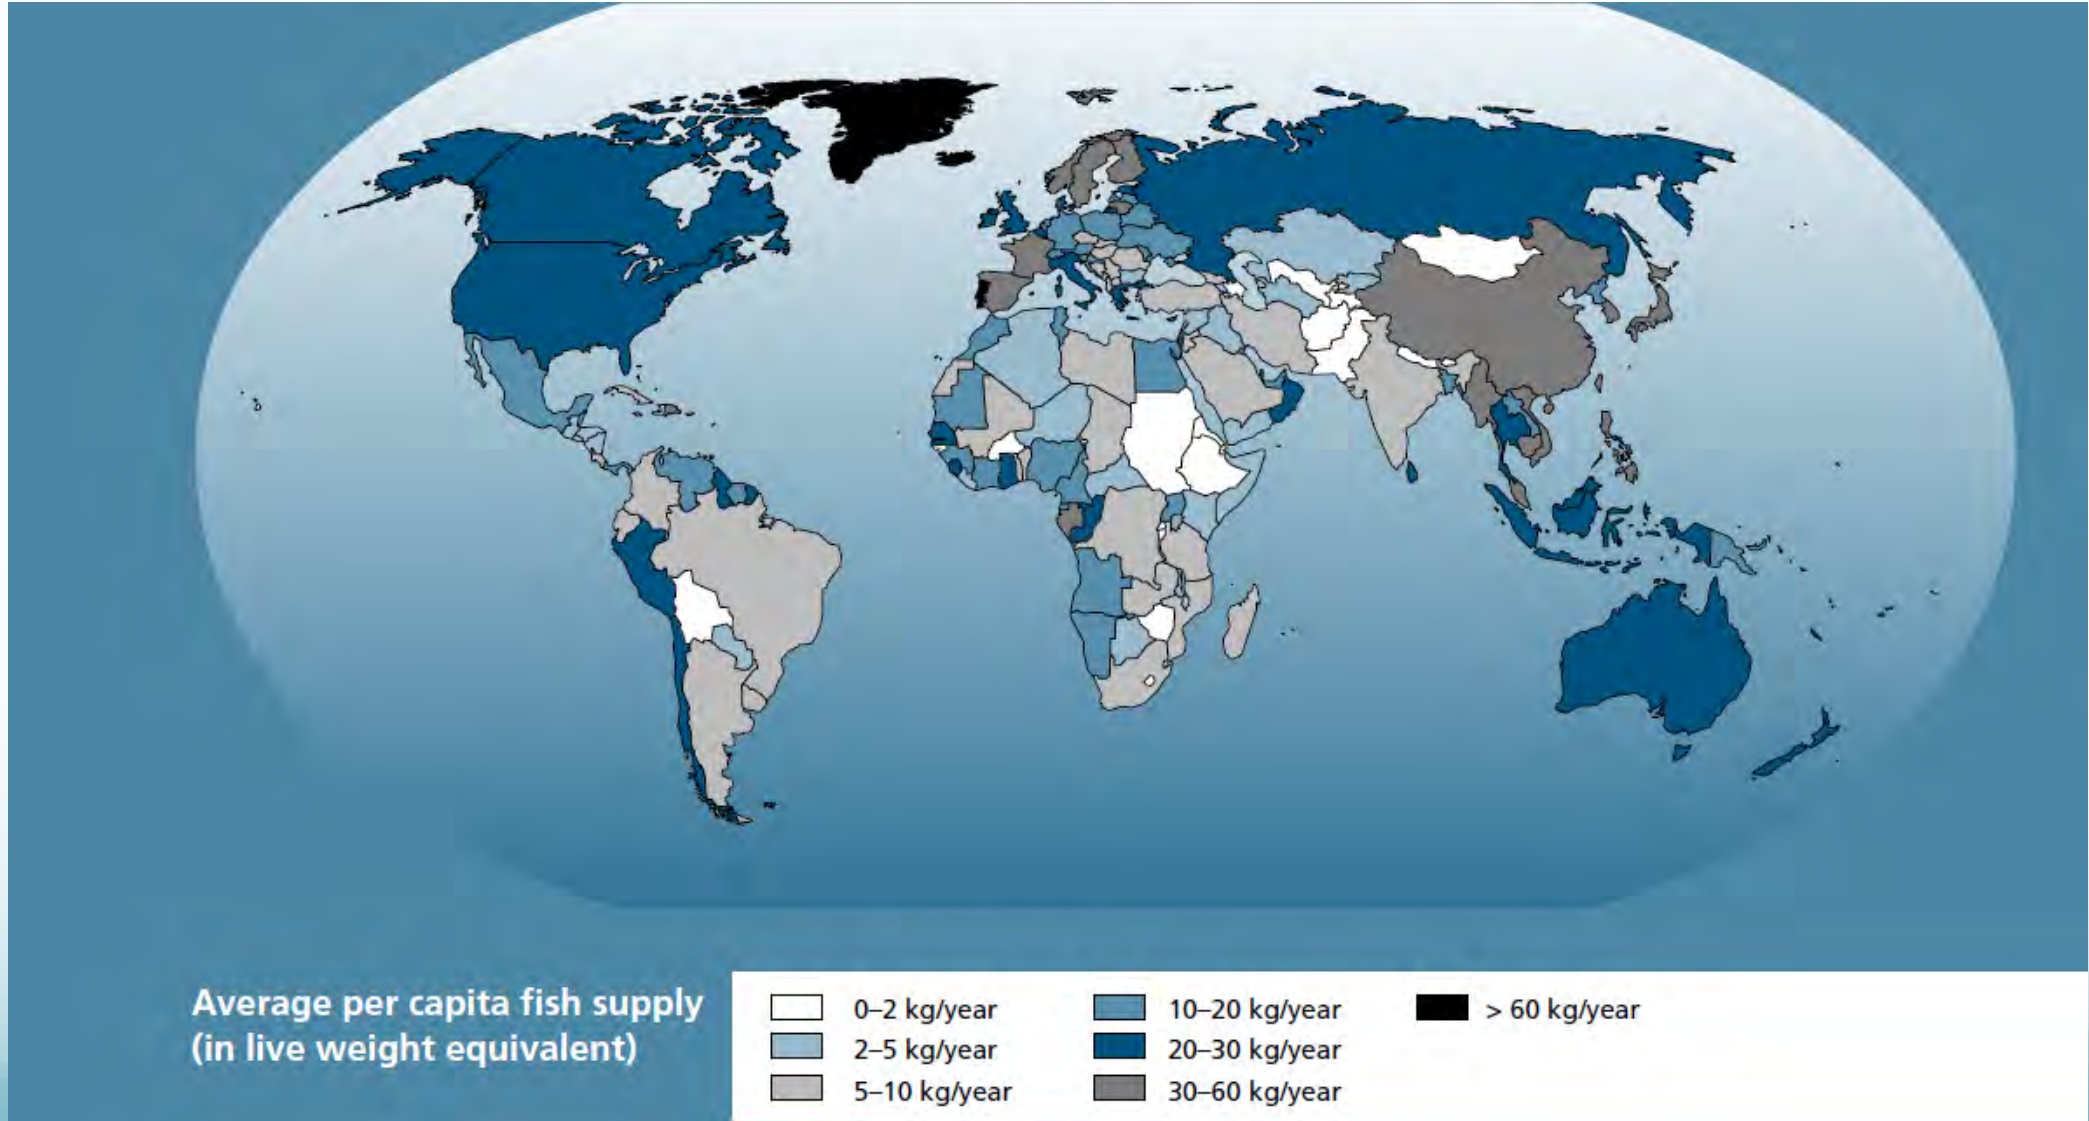 Average per capita fish supply
(in live weight equivalent)
0–2 kg/year
2–5 kg/year
5–10 kg/year
10–20 kg/year
20–30 kg/year
30–60 kg/year
> 60 kg/year